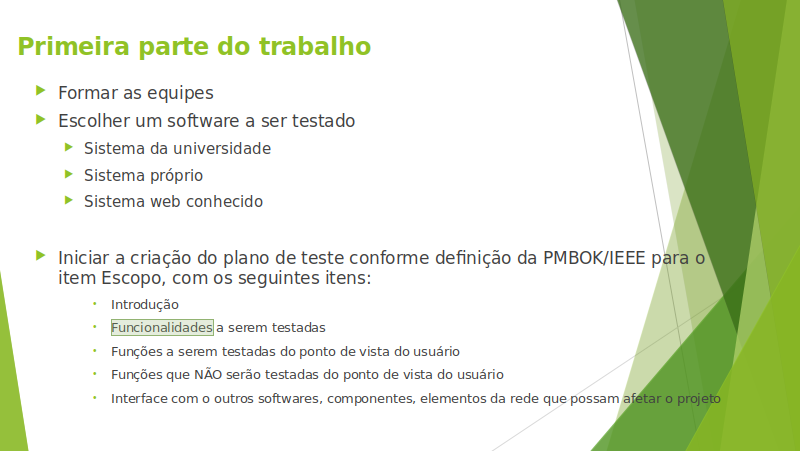 Primeira parte do trabalho
Formar as equipes
Escolher um software a ser testado
Sistema da universidade
Sistema próprio
Sistema web conhecido
Iniciar a criação do plano de teste conforme definição da PMBOK/IEEE para o
item Escopo, com os seguintes itens:
Introdução
Funcionalidades a serem testadas
Funções a serem testadas do ponto de vista do usuário
Funções que NÃO serão testadas do ponto de vista do usuário
Interface com o outros softwares, componentes, elementos da rede que possam afetar o projeto